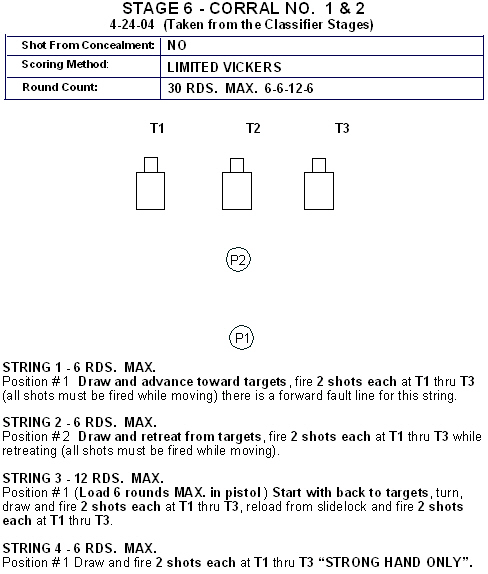 STAGE 6 - CORRAL NO. 1 & 2
4-24-04 (Taken from the Classifier Stages)
Shot From Concealment: NO
Scoring Method: LIMITED VICKERS
Round Count: 30 RDS. MAX. 6-6-12-6
T1 T2 T3
P2
P1
STRING 1 - 6 RDS. MAX.
Position # 1 Draw and advance toward targets, fire 2 shots each at T1 thru T3
(all shots must be fired while moving) there is a forward fault line for this string.
STRING 2 - 6 RDS. MAX.
Position # 2 Draw and retreat from targets, fire 2 shots each at T1 thru T3 while
retreating (all shots must be fired while moving).
STRING 3 - 12 RDS. MAX.
Position # 1 (Load 6 rounds MAX. in pistol ) Start with back to targets, turn,
draw and fire 2 shots each at T1 thru T3, reload from slidelock and fire 2 shots
each at T1 thru T3.
STRING 4 - 6 RDS. MAX.
Position # 1 Draw and fire 2 shots each at T1 thru T3 “STRONG HAND ONLY”.